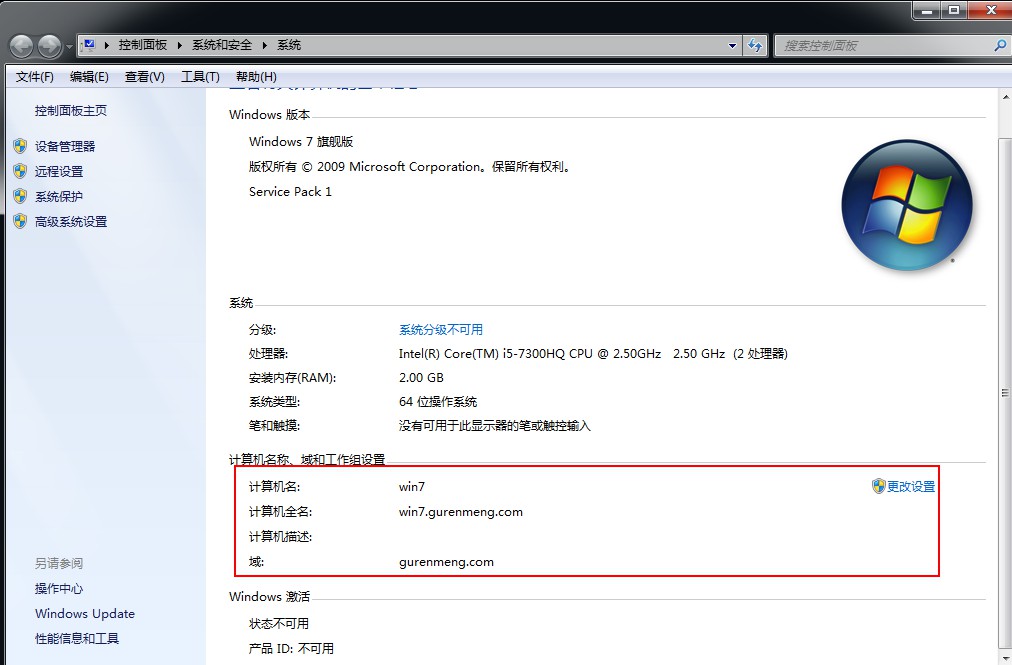 控制面板 ▸ 系统和安全 ▸ 系统
搜索控制面板
文件(F) 编辑(E) 查看(V) 工具(T) 帮助(H)
控制面板主页
设备管理器
远程设置
系统保护
高级系统设置
另请参阅
操作中心
Windows Update
性能信息和工具
Windows 版本
Windows 7 旗舰版
版权所有 © 2009 Microsoft Corporation。保留所有权利。
Service Pack 1
系统
分级: 系统分级不可用
处理器: Intel(R) Core(TM) i5-7300HQ CPU @ 2.50GHz 2.50 GHz (2 处理器)
安装内存(RAM): 2.00 GB
系统类型: 64 位操作系统
笔和触摸: 没有可用于此显示器的笔或触控输入
计算机名称、域和工作组设置
计算机名: win7 更改设置
计算机全名: win7.gurenmeng.com
计算机描述:
域: gurenmeng.com
Windows 激活
状态不可用
产品 ID: 不可用